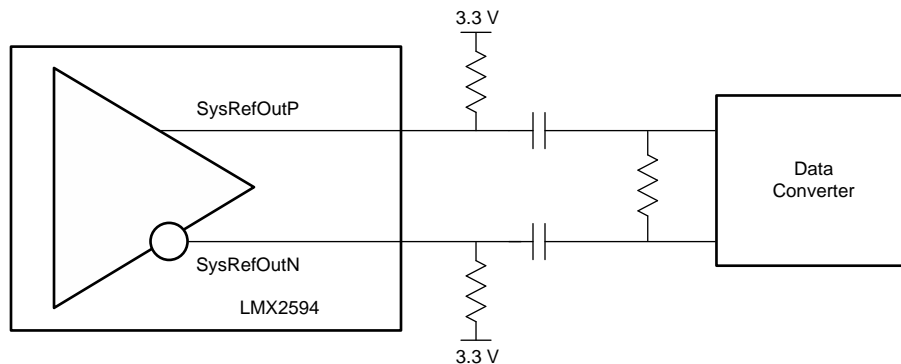 3.3 V
SysRefOutP
Data
Converter
SysRefOutN
LMX2594
3.3 V